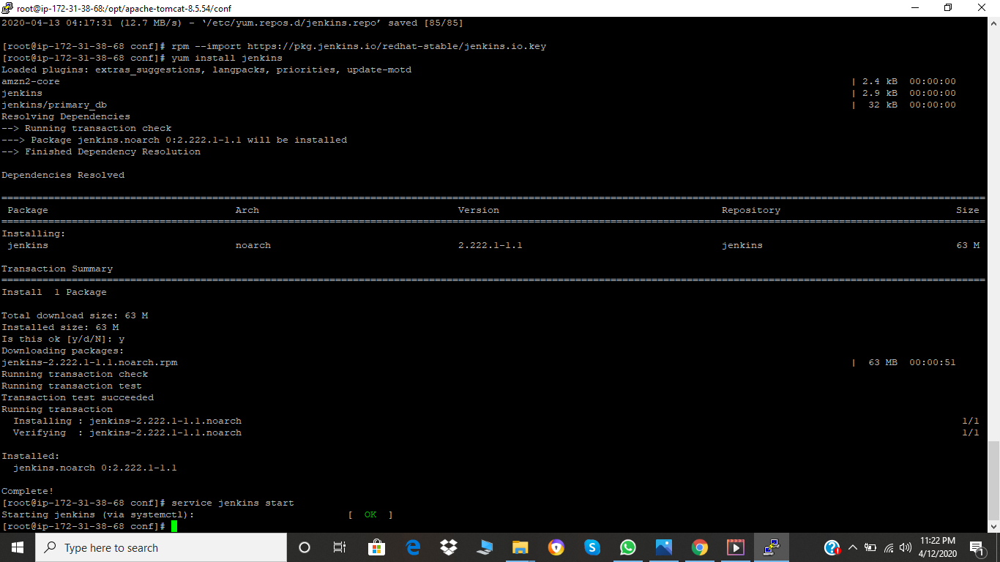 root@ip-172-31-38-68:/opt/apache-tomcat-8.5.54/conf
2020-04-13 04:17:31 (12.7 MB/s) - ‘/etc/yum.repos.d/jenkins.repo’ saved [85/85]
[root@ip-172-31-38-68 conf]# rpm --import https://pkg.jenkins.io/redhat-stable/jenkins.io.key
[root@ip-172-31-38-68 conf]# yum install jenkins
Loaded plugins: extras_suggestions, langpacks, priorities, update-motd
amzn2-core | 2.4 kB 00:00:00
jenkins | 2.9 kB 00:00:00
jenkins/primary_db | 32 kB 00:00:00
Resolving Dependencies
--> Running transaction check
---> Package jenkins.noarch 0:2.222.1-1.1 will be installed
--> Finished Dependency Resolution
Dependencies Resolved
Package Arch Version Repository Size
Installing:
jenkins noarch 2.222.1-1.1 jenkins 63 M
Transaction Summary
Install 1 Package
Total download size: 63 M
Installed size: 63 M
Is this ok [y/d/N]: y
Downloading packages:
jenkins-2.222.1-1.1.noarch.rpm | 63 MB 00:00:51
Running transaction check
Running transaction test
Transaction test succeeded
Running transaction
Installing : jenkins-2.222.1-1.1.noarch 1/1
Verifying : jenkins-2.222.1-1.1.noarch 1/1
Installed:
jenkins.noarch 0:2.222.1-1.1
Complete!
[root@ip-172-31-38-68 conf]# service jenkins start
Starting jenkins (via systemctl): [ OK ]
[root@ip-172-31-38-68 conf]#
Type here to search
11:22 PM
4/12/2020
1